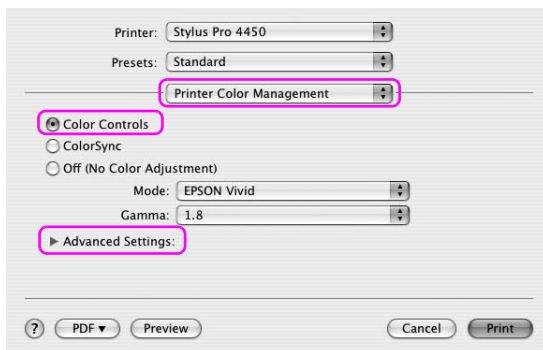 Printer: Stylus Pro 4450
Presets: Standard
Printer Color Management
Color Controls
ColorSync
Off (No Color Adjustment)
Mode: EPSON Vivid
Gamma: 1.8
Advanced Settings:
? PDF Preview Cancel Print